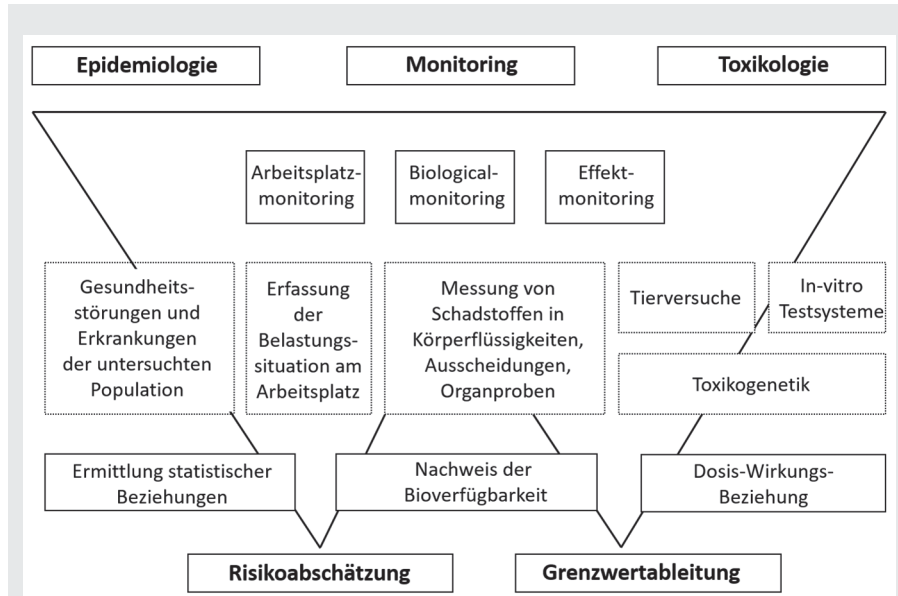 Epidemiologie
Monitoring
Toxikologie
Arbeitsplatz-
monitoring
Biological-
monitoring
Effekt-
monitoring
Gesundheits-
störungen und
Erkrankungen
der untersuchten
Population
Erfassung
der
Belastungs-
situation am
Arbeitsplatz
Messung von
Schadstoffen in
Körperflüssigkeiten,
Ausscheidungen,
Organproben
Tierversuche
In-vitro
Testsysteme
Toxikogenetik
Ermittlung statistischer
Beziehungen
Nachweis der
Bioverfügbarkeit
Dosis-Wirkungs-
Beziehung
Risikoabschätzung
Grenzwertableitung